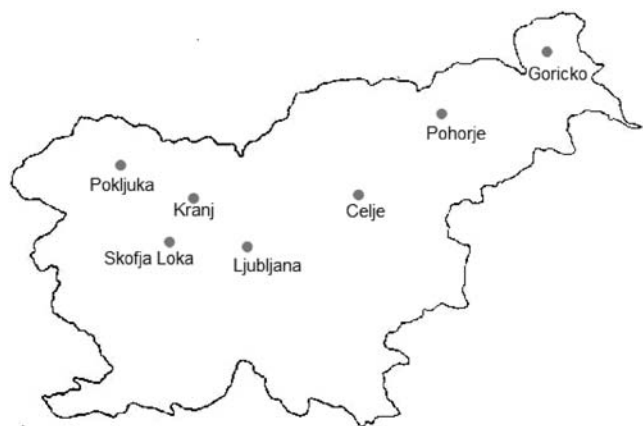 Goricko
Pohorje
Pokljuka
Kranj
Celje
Skofja Loka
Ljubljana